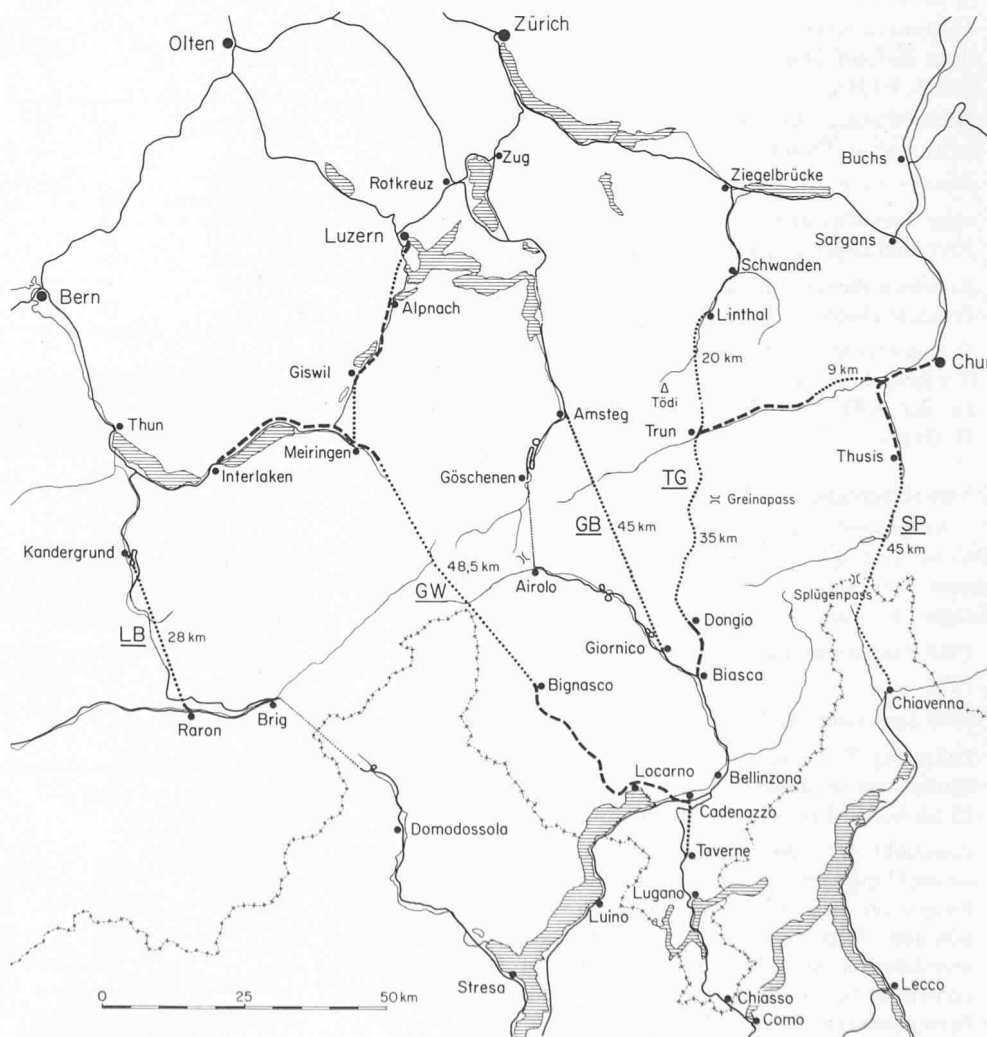 Zürich
Olten
Zug
Rotkreuz
Buchs
Ziegelbrücke
Luzern
Sargans
Schwanden
Bern
Alpnach
Linthal
20 km
Chur
9 km
Giswil
Tödi
Amsteg
Thun
Trun
Meiringen
Thusis
Interlaken
Göschenen
TG
Greinapass
GB
45 km
SP
35 km
45 km
Kandergrund
48,5 km
GW
Airolo
Splügenpass
LB
28 km
Dongio
Giornico
Biasca
Bignasco
Chiavenna
Raron
Brig
Locarno
Bellinzona
Cadenazzo
Domodossola
Taverne
Lugano
Luino
Stresa
0 25 50 km
Chiasso
Lecco
Como